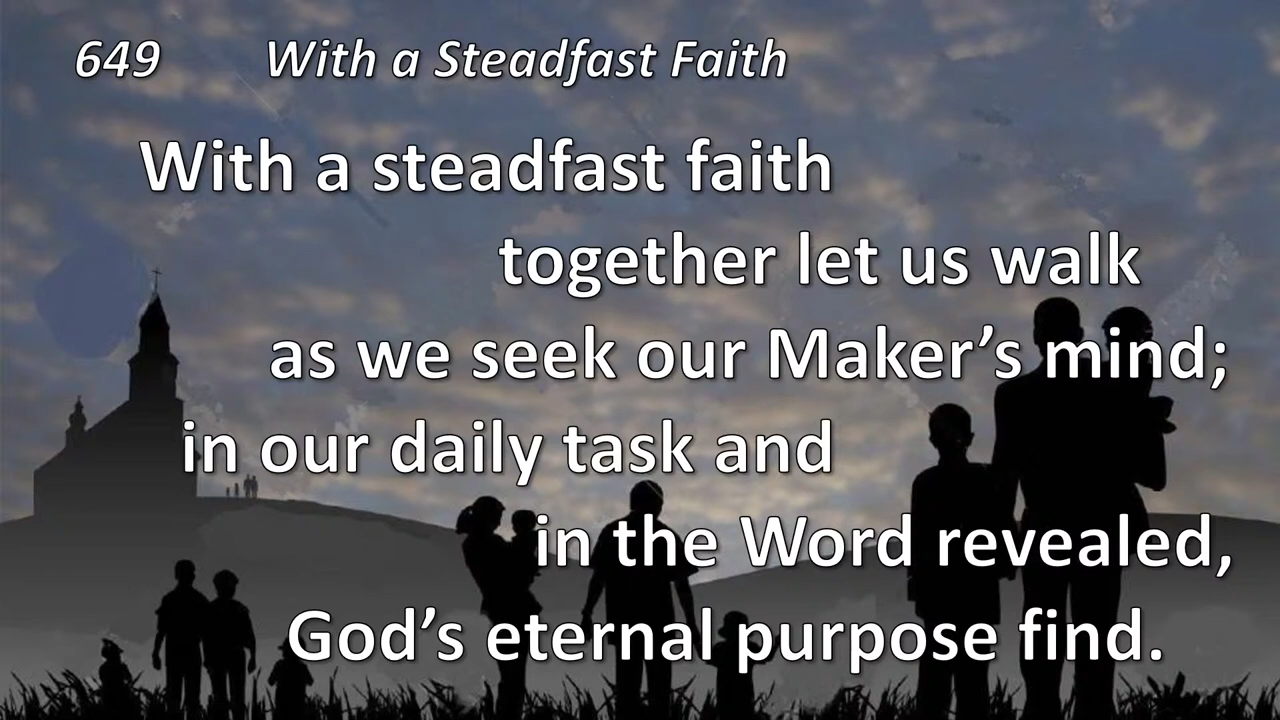 649 With a Steadfast Faith
With a steadfast faith
together let us walk
as we seek our Maker’s mind;
in our daily task and
in the Word revealed,
God’s eternal purpose find.